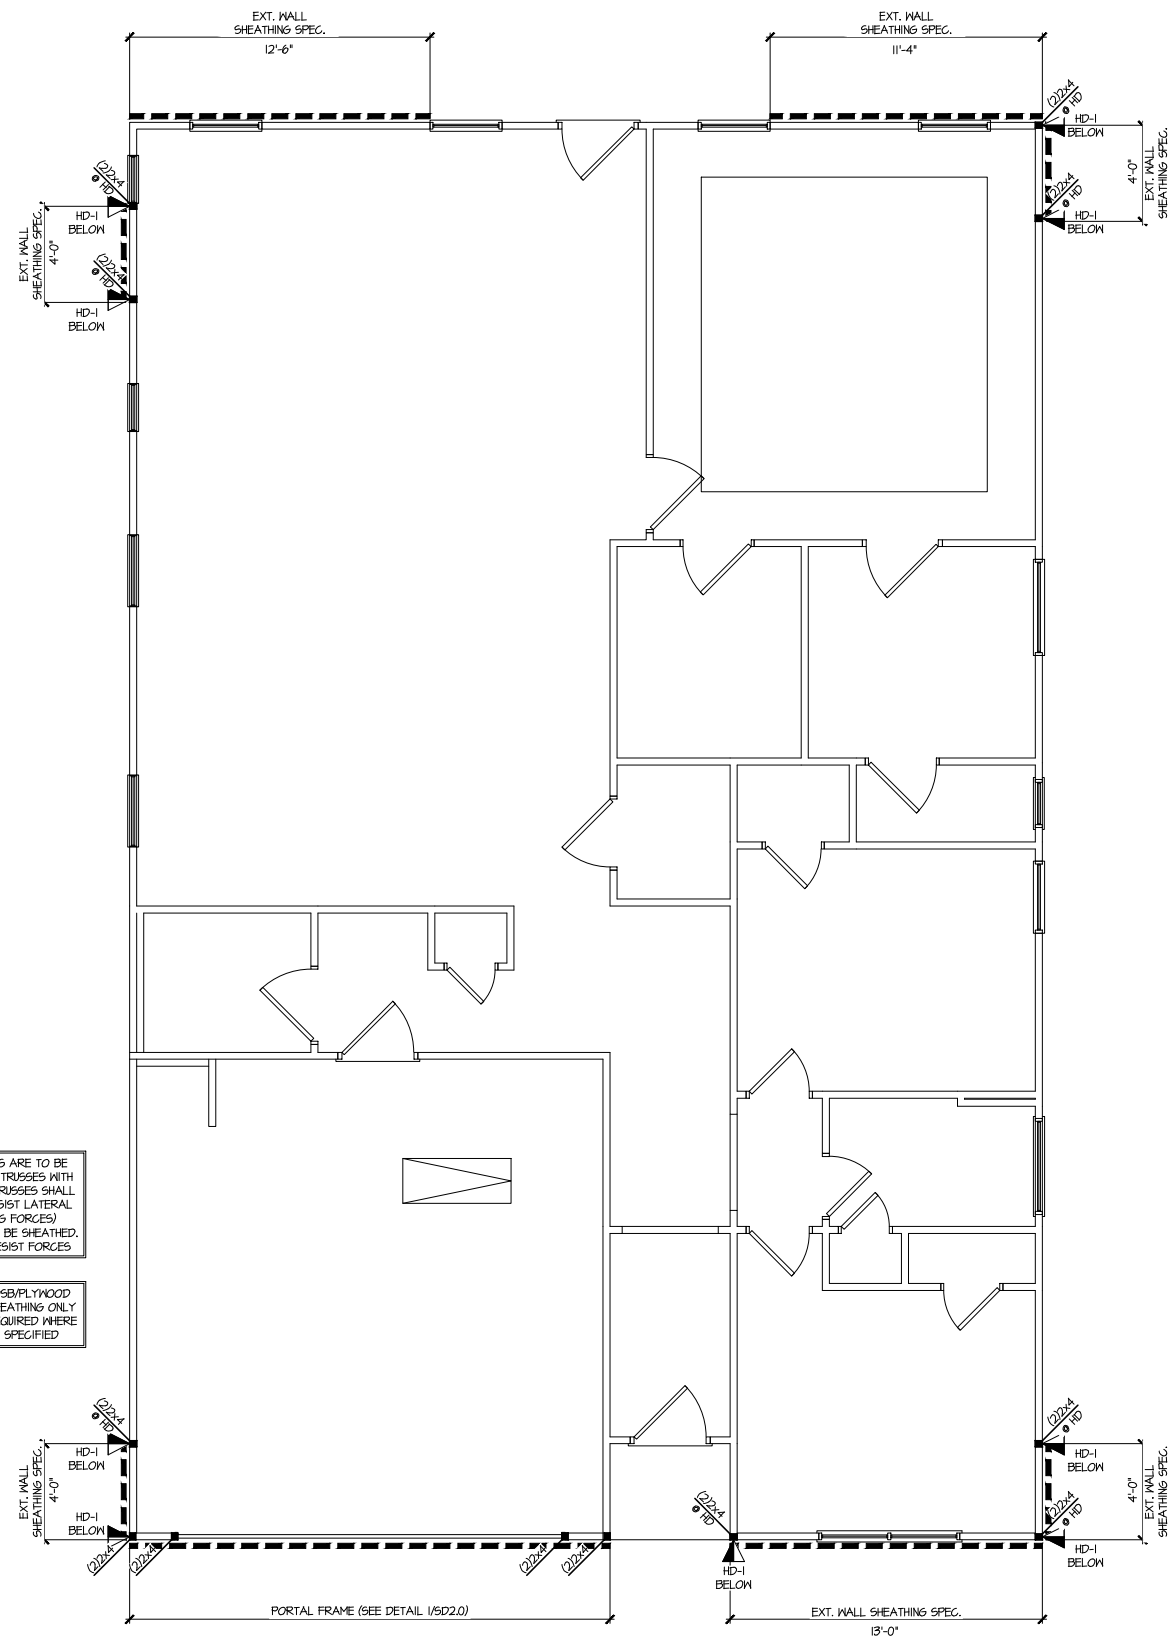 EXT. WALL
SHEATHING SPEC.
12'-6"
EXT. WALL
SHEATHING SPEC.
11'-4"
(2)2x4
@ HD
HD-1
BELOW
EXT. WALL
SHEATHING SPEC.
4'-0"
(2)2x4
@ HD
HD-1
BELOW
(2)2x4
@ HD
HD-1
BELOW
EXT. WALL
SHEATHING SPEC.
4'-0"
(2)2x4
@ HD
HD-1
BELOW
S ARE TO BE
TRUSSES WITH
RUSSES SHALL
SIST LATERAL
G FORCES)
BE SHEATHED.
ESIST FORCES
SB/PLYWOOD
EATHING ONLY
QUIRED WHERE
SPECIFIED
(2)2x4
@ HD
HD-1
BELOW
EXT. WALL
SHEATHING SPEC.
4'-0"
HD-1
BELOW
(2)2x4
(2)2x4
(2)2x4
(2)2x4
(2)2x4
@ HD
HD-1
BELOW
(2)2x4
@ HD
HD-1
BELOW
EXT. WALL
SHEATHING SPEC.
4'-0"
(2)2x4
@ HD
HD-1
BELOW
PORTAL FRAME (SEE DETAIL 1/SD2.0)
EXT. WALL SHEATHING SPEC.
13'-0"